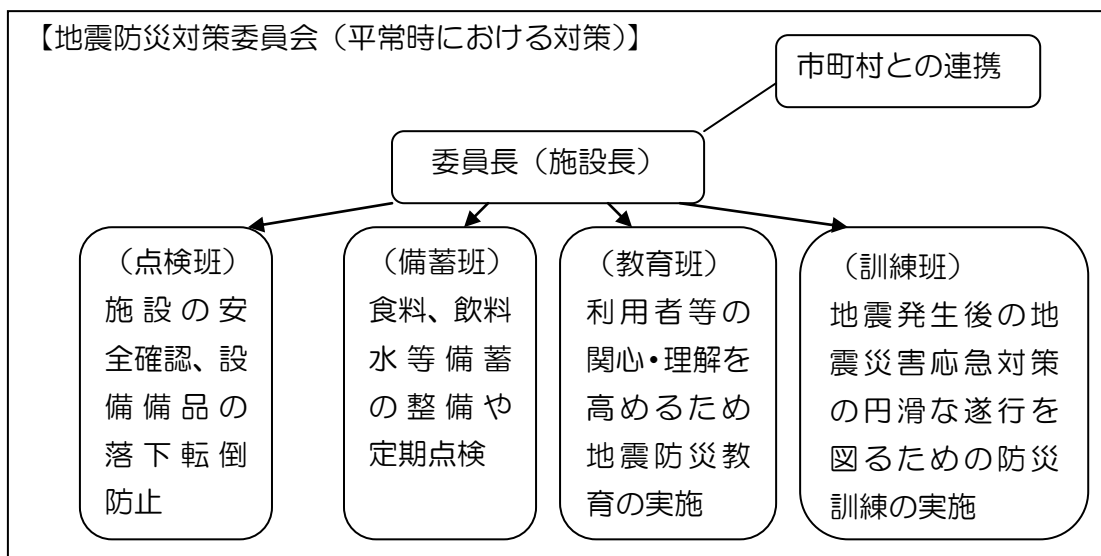 【地震防災対策委員会（平常時における対策）】
市町村との連携
委員長（施設長）
（点検班）
施設の安
全確認、設
備備品の
落下転倒
防止
（備蓄班）
食料、飲料
水等備蓄
の整備や
定期点検
（教育班）
利用者等の
関心・理解を
高めるため
地震防災教
育の実施
（訓練班）
地震発生後の地
震災害応急対策
の円滑な遂行を
図るための防災
訓練の実施